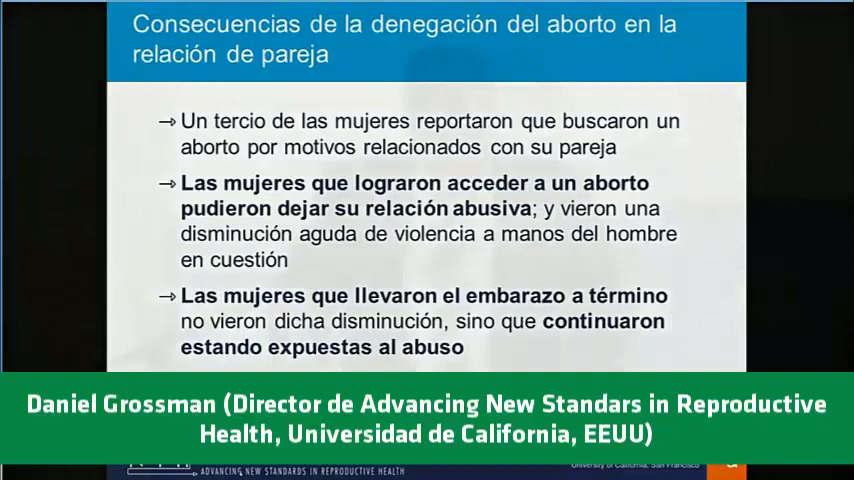 Consecuencias de la denegación del aborto en la
relación de pareja
→ Un tercio de las mujeres reportaron que buscaron un
aborto por motivos relacionados con su pareja
→ Las mujeres que lograron acceder a un aborto
pudieron dejar su relación abusiva; y vieron una
disminución aguda de violencia a manos del hombre
en cuestión
→ Las mujeres que llevaron el embarazo a término
no vieron dicha disminución, sino que continuaron
estando expuestas al abuso
Daniel Grossman (Director de Advancing New Standars in Reproductive
Health, Universidad de California, EEUU)
ADVANCING NEW STANDARDS IN REPRODUCTIVE HEALTH
University of California, San Francisco